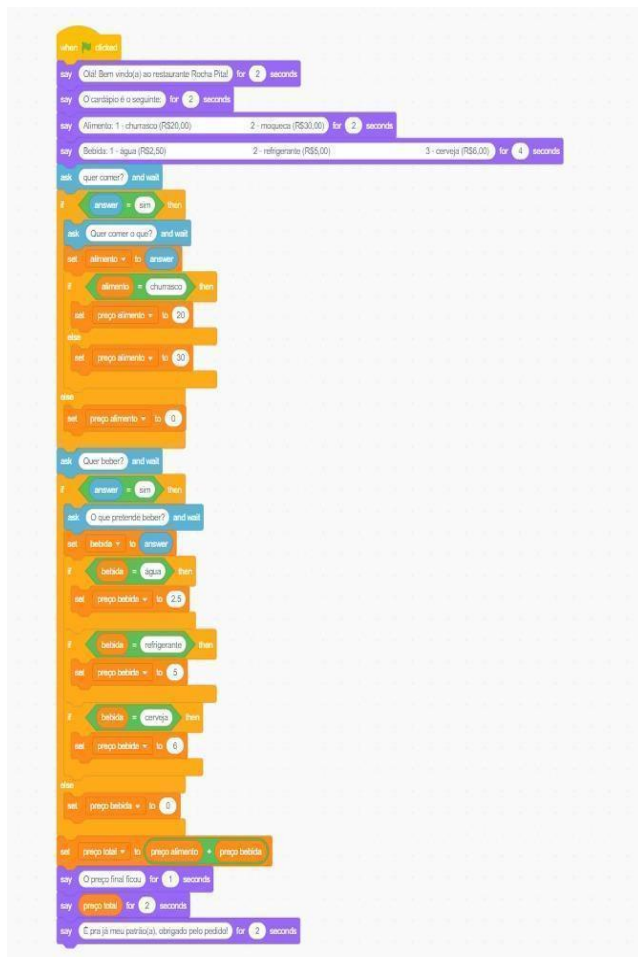 when clicked
say Olá! Bem vindo(a) ao restaurante Rocha Pita! for 2 seconds
say O cardápio é o seguinte: for 2 seconds
say Alimento: 1 - churrasco (R$20,00) 2 - moqueca (R$30,00) for 2 seconds
say Bebida: 1 - água (R$2,50) 2 - refrigerante (R$5,00) 3 - cerveja (R$6,00) for 4 seconds
ask quer comer? and wait
if answer = sim then
ask Quer comer o que? and wait
set alimento to answer
if alimento = churrasco then
set preço alimento to 20
else
set preço alimento to 30
else
set preço alimento to 0
ask Quer beber? and wait
if answer = sim then
ask O que pretende beber? and wait
set bebida to answer
if bebida = água then
set preço bebida to 2.5
if bebida = refrigerante then
set preço bebida to 5
if bebida = cerveja then
set preço bebida to 6
else
set preço bebida to 0
set preço total to preço alimento + preço bebida
say O preço final ficou for 1 seconds
say preço total for 2 seconds
say É pra já meu patrão(a), obrigado pelo pedido! for 2 seconds